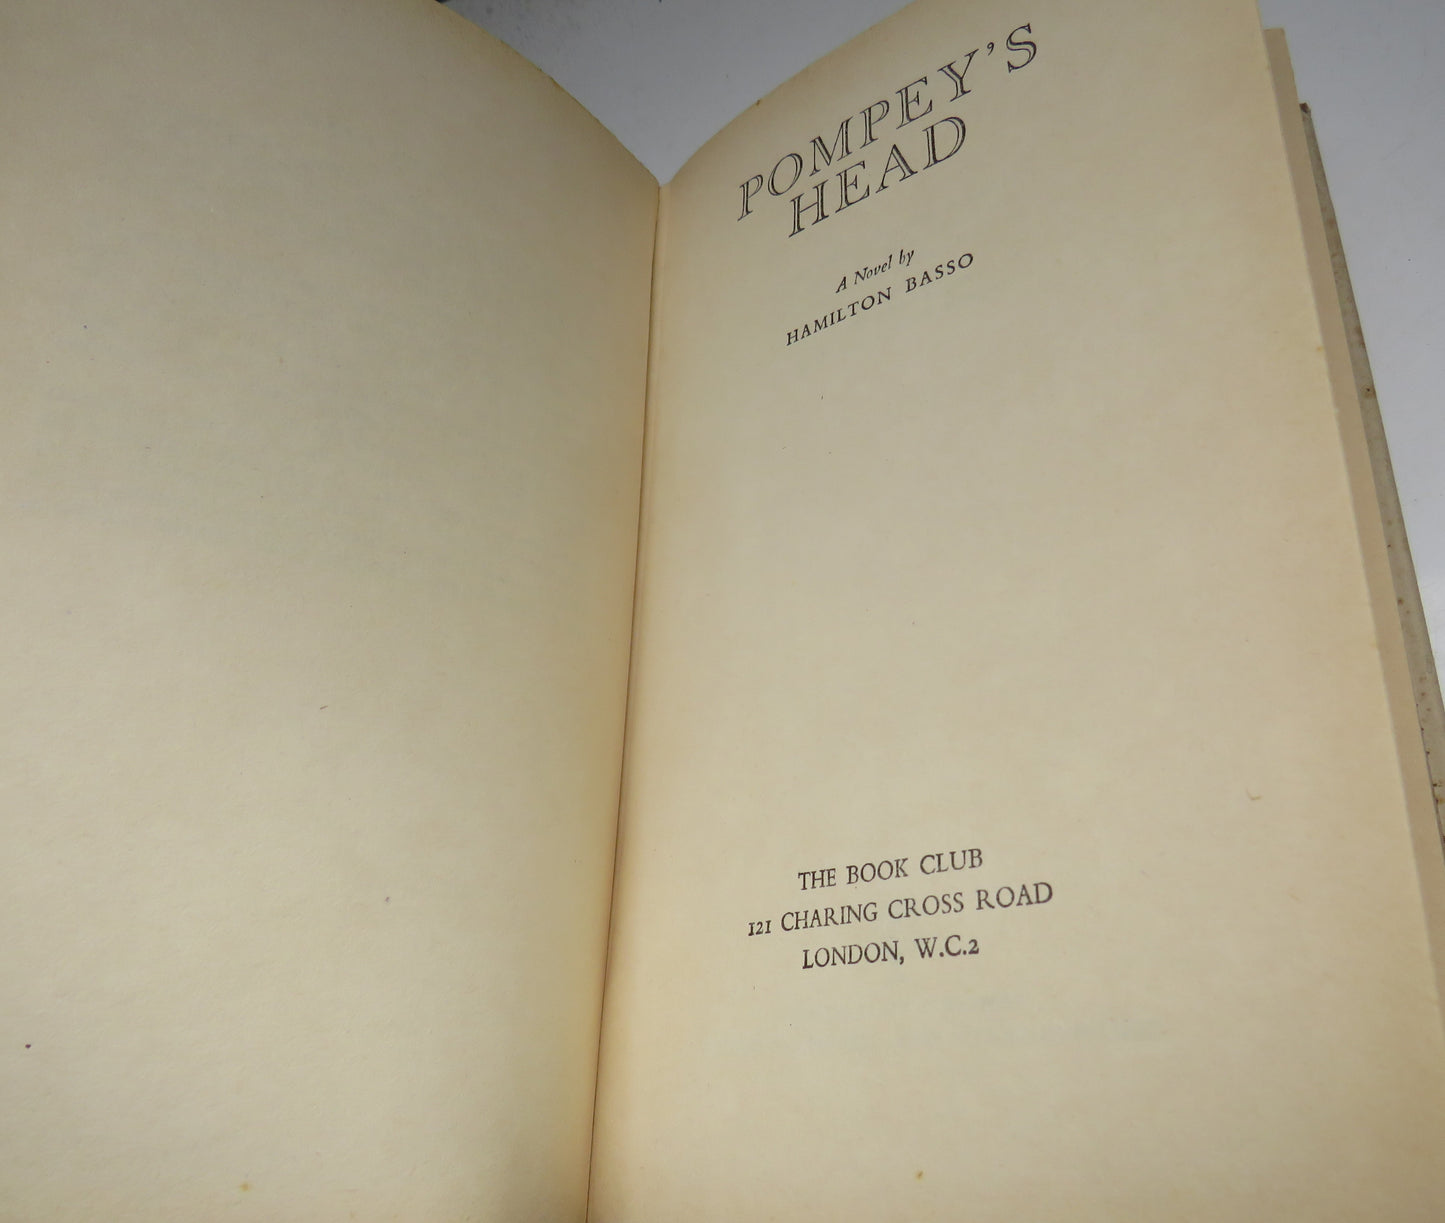 POMPEY'S
HEAD
A Novel by
HAMILTON BASSO
THE BOOK CLUB
121 CHARING CROSS ROAD
LONDON, W.C.2